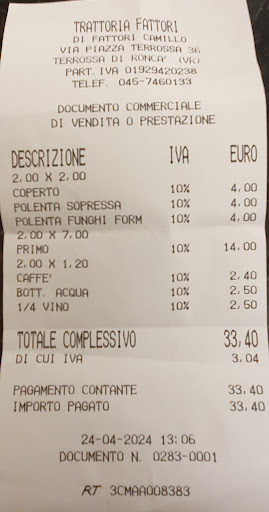 TRATTORIA FATTORI
DI FATTORI CAMILLO
VIA PIAZZA TERROSSA 36
TERROSSA DI RONCA' (VR)
PART. IVA 01929420238
TELEF. 045-7460133
DOCUMENTO COMMERCIALE
DI VENDITA O PRESTAZIONE
DESCRIZIONE IVA EURO
2,00 X 2,00
COPERTO 10% 4,00
POLENTA SOPRESSA 10% 4,00
POLENTA FUNGHI FORM 10% 4,00
2,00 X 7,00
PRIMO 10% 14,00
2,00 X 1,20
CAFFE' 10% 2,40
BOTT. ACQUA 10% 2,50
1/4 VINO 10% 2,50
TOTALE COMPLESSIVO 33,40
DI CUI IVA 3,04
PAGAMENTO CONTANTE 33,40
IMPORTO PAGATO 33,40
24-04-2024 13:06
DOCUMENTO N. 0283-0001
RT 3CMAA008383